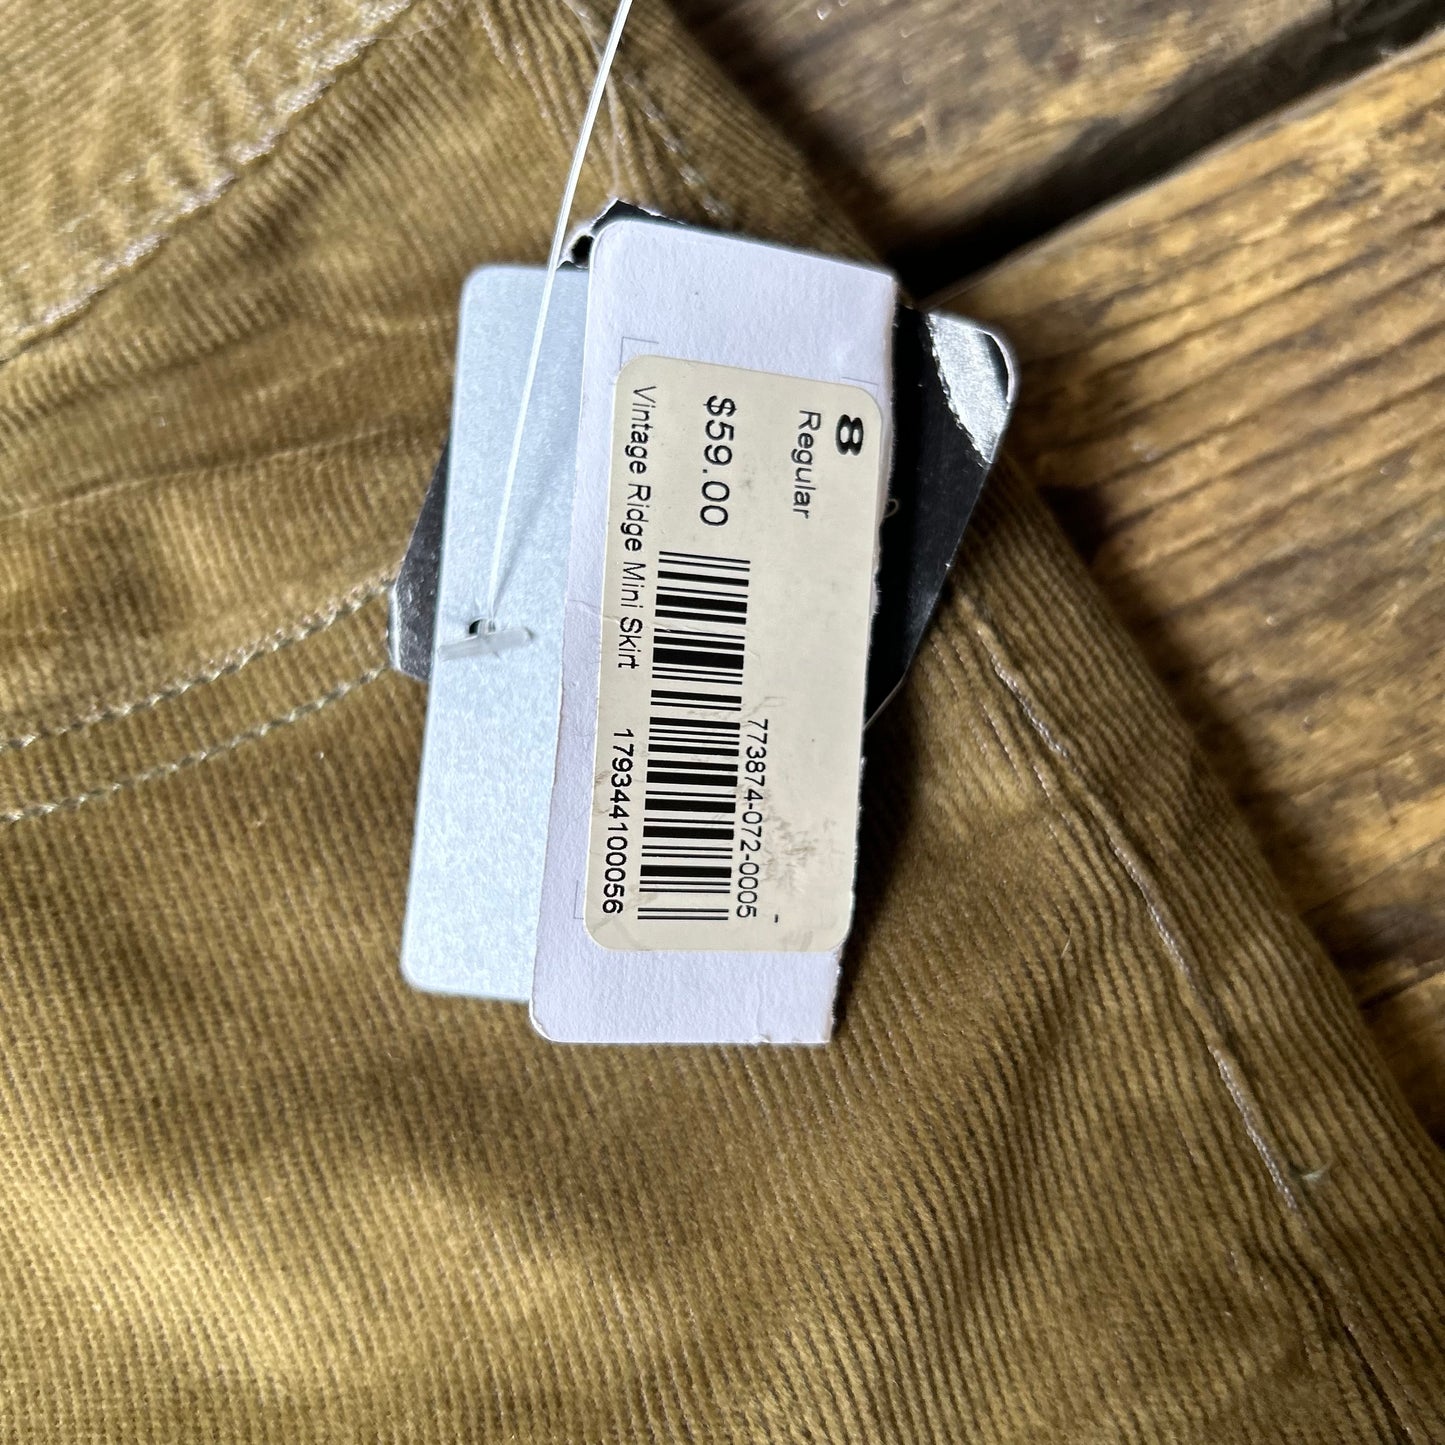 8
Regular
773874-072-0005
$59.00
Vintage Ridge Mini Skirt
179344100056